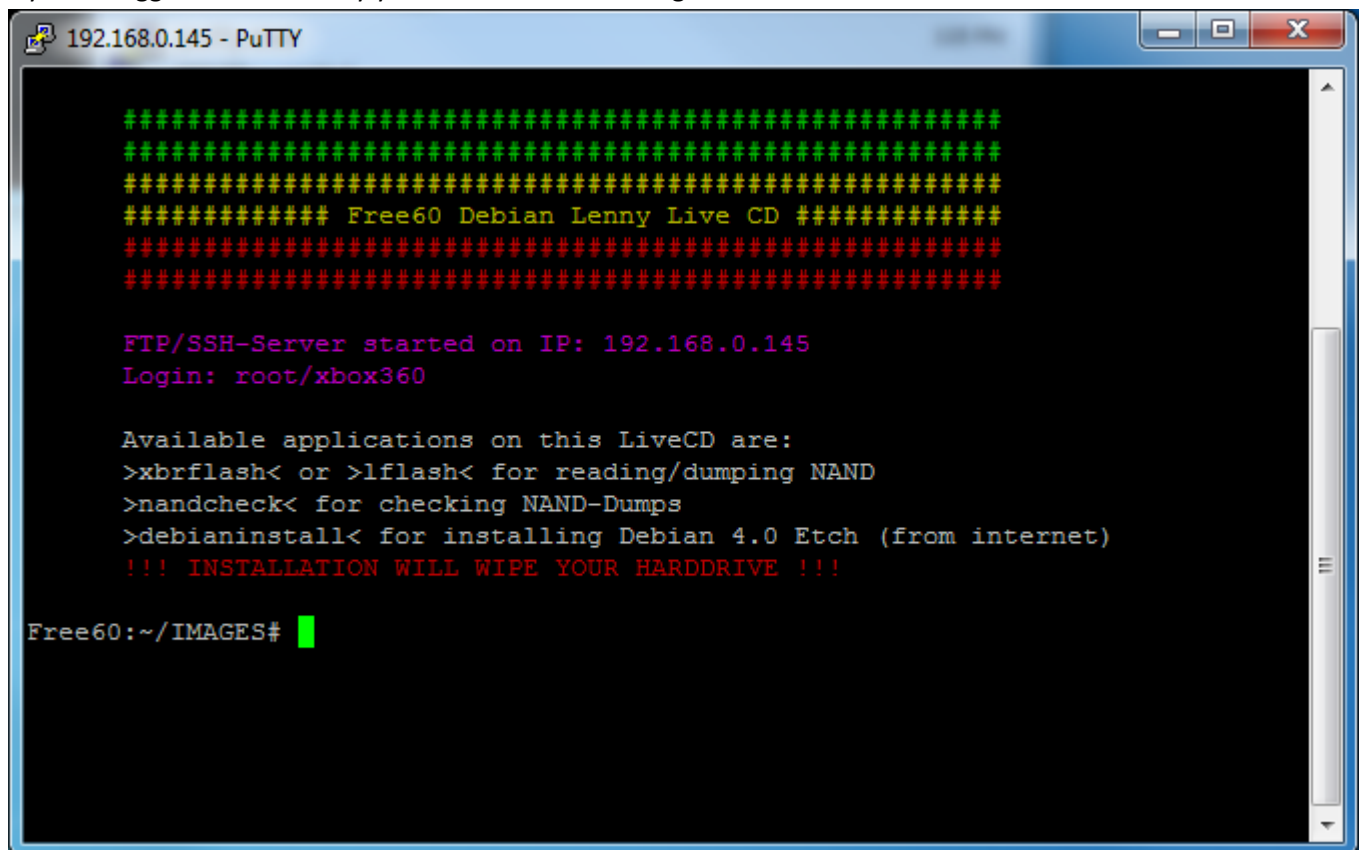 192.168.0.145 - PuTTY
#######################################################
#######################################################
#######################################################
############# Free60 Debian Lenny Live CD #############
#######################################################
#######################################################
FTP/SSH-Server started on IP: 192.168.0.145
Login: root/xbox360
Available applications on this LiveCD are:
>xbrflash< or >lflash< for reading/dumping NAND
>nandcheck< for checking NAND-Dumps
>debianinstall< for installing Debian 4.0 Etch (from internet)
!!! INSTALLATION WILL WIPE YOUR HARDDRIVE !!!
Free60:~/IMAGES#